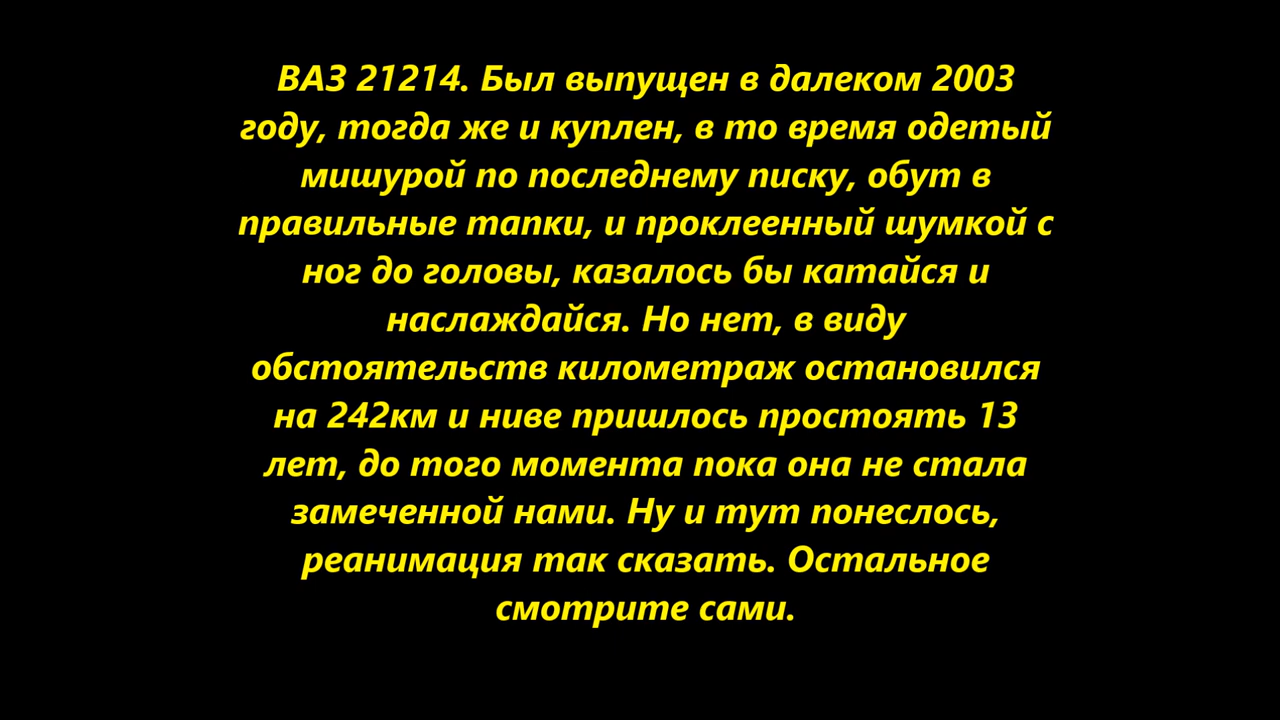 ВАЗ 21214. Был выпущен в далеком 2003
году, тогда же и куплен, в то время одетый
мишурой по последнему писку, обут в
правильные тапки, и проклеенный шумкой с
ног до головы, казалось бы катайся и
наслаждайся. Но нет, в виду
обстоятельств километраж остановился
на 242км и ниве пришлось простоять 13
лет, до того момента пока она не стала
замеченной нами. Ну и тут понеслось,
реанимация так сказать. Остальное
смотрите сами.